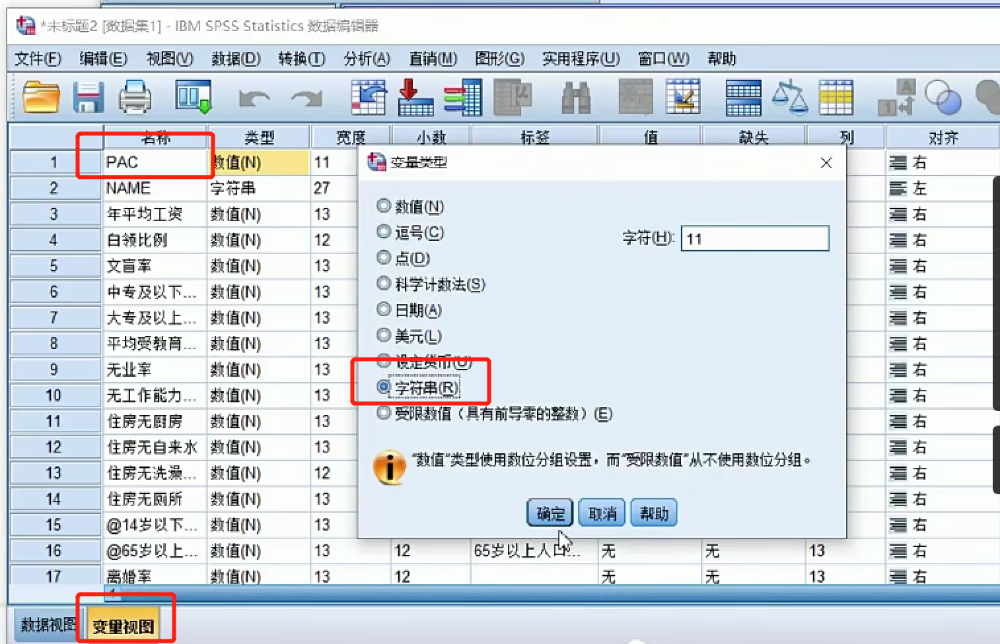 *未标题2 [数据集1] - IBM SPSS Statistics 数据编辑器
文件(F) 编辑(E) 视图(V) 数据(D) 转换(T) 分析(A) 直销(M) 图形(G) 实用程序(U) 窗口(W) 帮助
名称 类型 宽度 小数 标签 值 缺失 列 对齐
1 PAC 数值(N) 11 右
2 NAME 字符串 27 左
3 年平均工资 数值(N) 13 右
4 白领比例 数值(N) 12 右
5 文盲率 数值(N) 13 右
6 中专及以下... 数值(N) 13 右
7 大专及以上... 数值(N) 13 右
8 平均受教育... 数值(N) 13 右
9 无业率 数值(N) 13 右
10 无工作能力... 数值(N) 13 右
11 住房无厨房 数值(N) 13 右
12 住房无自来水 数值(N) 13 右
13 住房无洗澡... 数值(N) 12 右
14 住房无厕所 数值(N) 13 右
15 @14岁以下... 数值(N) 13 右
16 @65岁以上... 数值(N) 13 12 65岁以上人口... 无 无 13 右
17 离婚率 数值(N) 13 12 无 无 13 右
变量类型
数值(N)
逗号(C)
字符(H): 11
点(D)
科学计数法(S)
日期(A)
美元(L)
设定货币(U)
字符串(R)
受限数值（具有前导零的整数）(E)
“数值”类型使用数位分组设置，而“受限数值”从不使用数位分组。
确定 取消 帮助
数据视图 变量视图